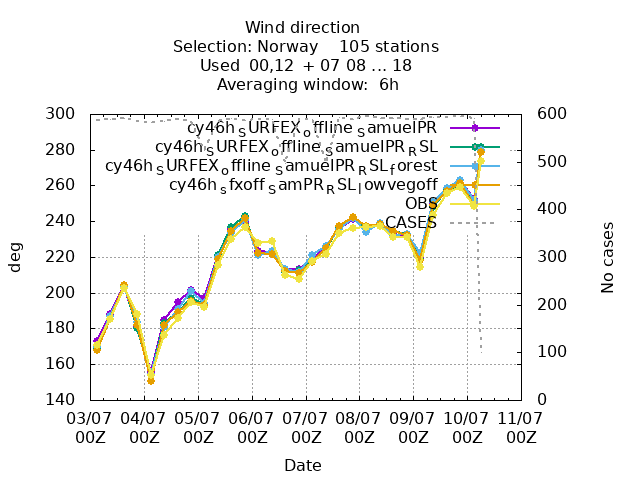 Wind direction
Selection: Norway 105 stations
Used 00,12 + 07 08 ... 18
Averaging window: 6h
deg
No cases
300
280
260
240
220
200
180
160
140
600
500
400
300
200
100
0
cy46h_SURFEX_offline_SamuelPR
cy46h_SURFEX_offline_SamuelPR_RSL
cy46h_SURFEX_offline_SamuelPR_RSL_forest
cy46h_sfxoff_SamPR_RSL_lowvegoff
OBS
CASES
03/07 04/07 05/07 06/07 07/07 08/07 09/07 10/07 11/07
00Z 00Z 00Z 00Z 00Z 00Z 00Z 00Z 00Z
Date